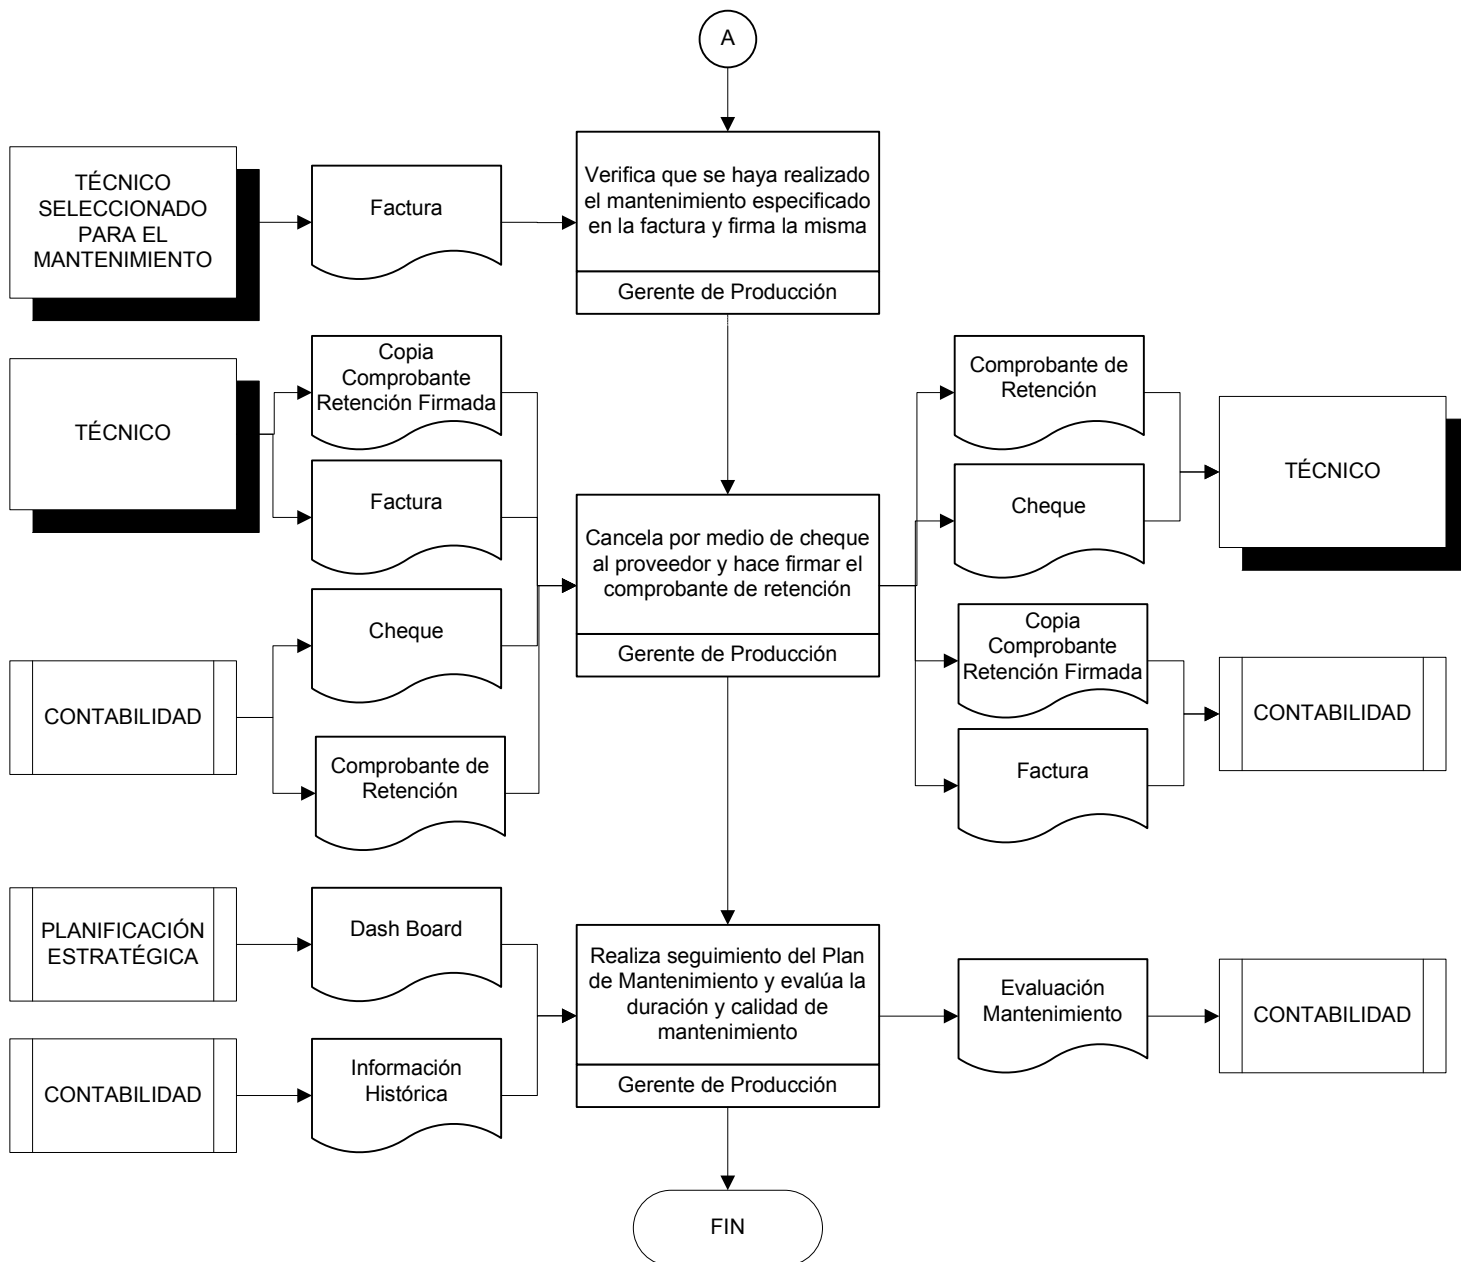 A
TÉCNICO
SELECCIONADO
PARA EL
MANTENIMIENTO
Factura
Verifica que se haya realizado
el mantenimiento especificado
en la factura y firma la misma
Gerente de Producción
TÉCNICO
Copia
Comprobante
Retención Firmada
Factura
Cheque
CONTABILIDAD
Comprobante de
Retención
Cancela por medio de cheque
al proveedor y hace firmar el
comprobante de retención
Gerente de Producción
Comprobante de
Retención
Cheque
TÉCNICO
Copia
Comprobante
Retención Firmada
Factura
CONTABILIDAD
PLANIFICACIÓN
ESTRATÉGICA
Dash Board
CONTABILIDAD
Información
Histórica
Realiza seguimiento del Plan
de Mantenimiento y evalúa la
duración y calidad de
mantenimiento
Gerente de Producción
Evaluación
Mantenimiento
CONTABILIDAD
FIN